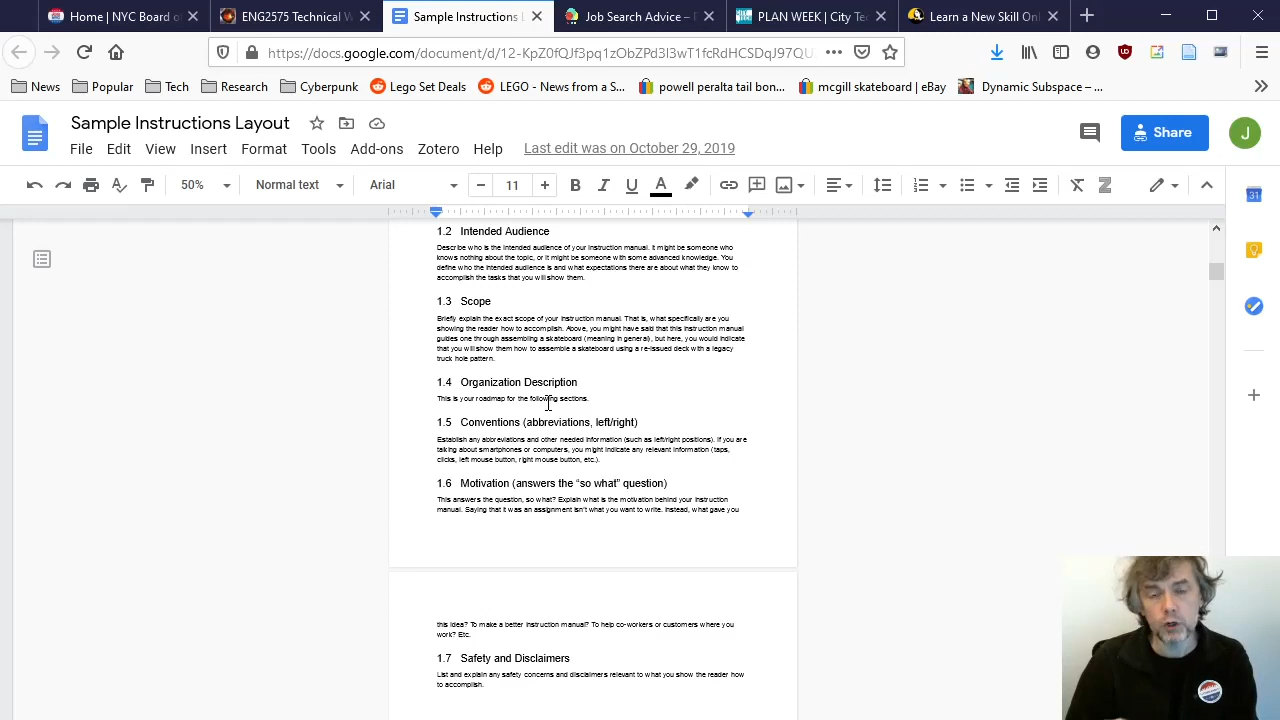 Home | NYC Board o
ENG2575 Technical W
Sample Instructions L
Job Search Advice –
PLAN WEEK | City Te
Learn a New Skill Onl
https://docs.google.com/document/d/12-KpZ0fQJf3pq1zObZPd3I3wT1fcRdHCSDqJ97QU
News
Popular
Tech
Research
Cyberpunk
Lego Set Deals
LEGO - News from a S...
powell peralta tail bon...
mcgill skateboard | eBay
Dynamic Subspace – ...
Sample Instructions Layout
Share
J
File Edit View Insert Format Tools Add-ons Zotero Help Last edit was on October 29, 2019
50% Normal text Arial 11
31
1.2 Intended Audience
Describe who is the intended audience of your instruction manual. It might be someone who
knows nothing about the topic, or it might be someone with some advanced knowledge. You
define who the intended audience is and what expectations there are about what they know to
accomplish the tasks that you will show them.
1.3 Scope
Briefly explain the exact scope of your instruction manual. That is, what specifically are you
showing the reader how to accomplish. Above, you might have said that this instruction manual
guides one through assembling a skateboard (meaning in general), but here, you would indicate
that you will show them how to assemble a skateboard using a re-issued deck with a legacy
truck hole pattern.
1.4 Organization Description
This is your roadmap for the following sections.
1.5 Conventions (abbreviations, left/right)
Establish any abbreviations and other needed information (such as left/right positions). If you are
talking about smartphones or computers, you might indicate any relevant information (taps,
clicks, left mouse button, right mouse button, etc.).
1.6 Motivation (answers the “so what” question)
This answers the question, so what? Explain what is the motivation behind your instruction
manual. Saying that it was an assignment isn't what you want to write. Instead, what gave you
this idea? To make a better instruction manual? To help co-workers or customers where you
work? Etc.
1.7 Safety and Disclaimers
List and explain any safety concerns and disclaimers relevant to what you show the reader how
to accomplish.